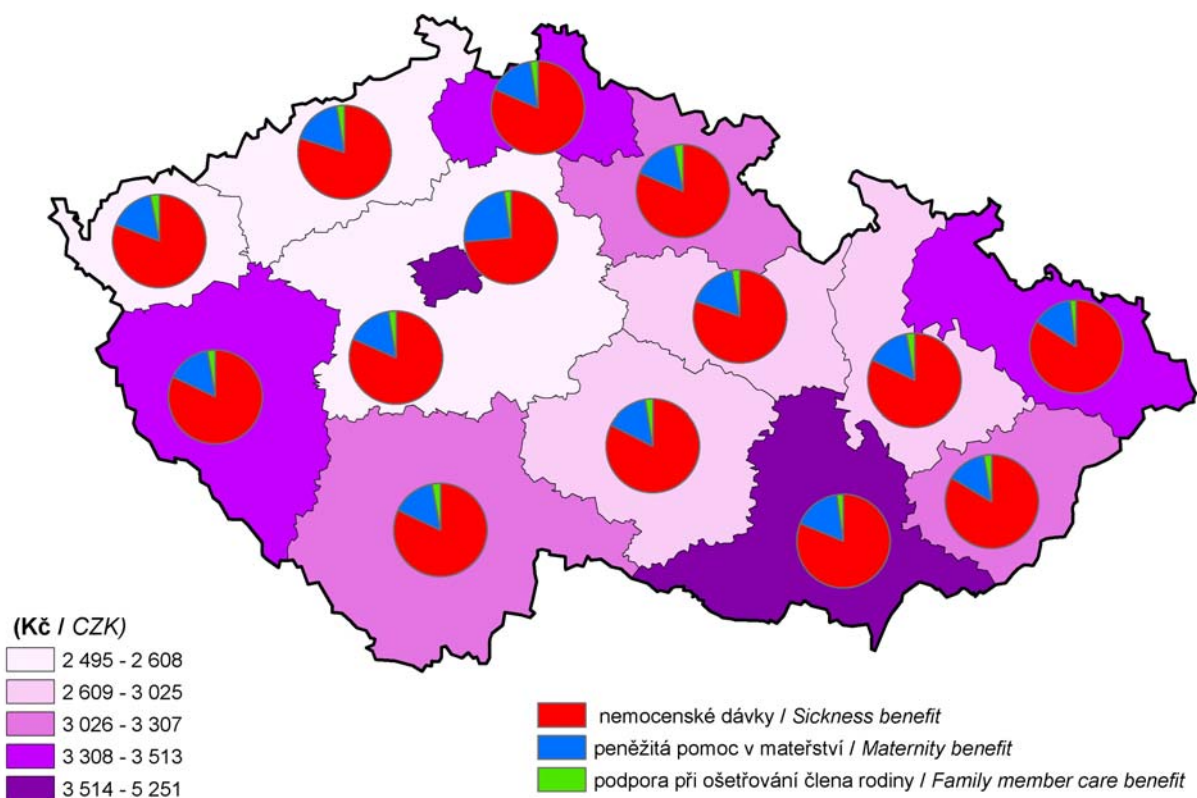 (Kč / CZK)
2 495 - 2 608
2 609 - 3 025
3 026 - 3 307
3 308 - 3 513
3 514 - 5 251
nemocenské dávky / Sickness benefit
peněžitá pomoc v mateřství / Maternity benefit
podpora při ošetřování člena rodiny / Family member care benefit